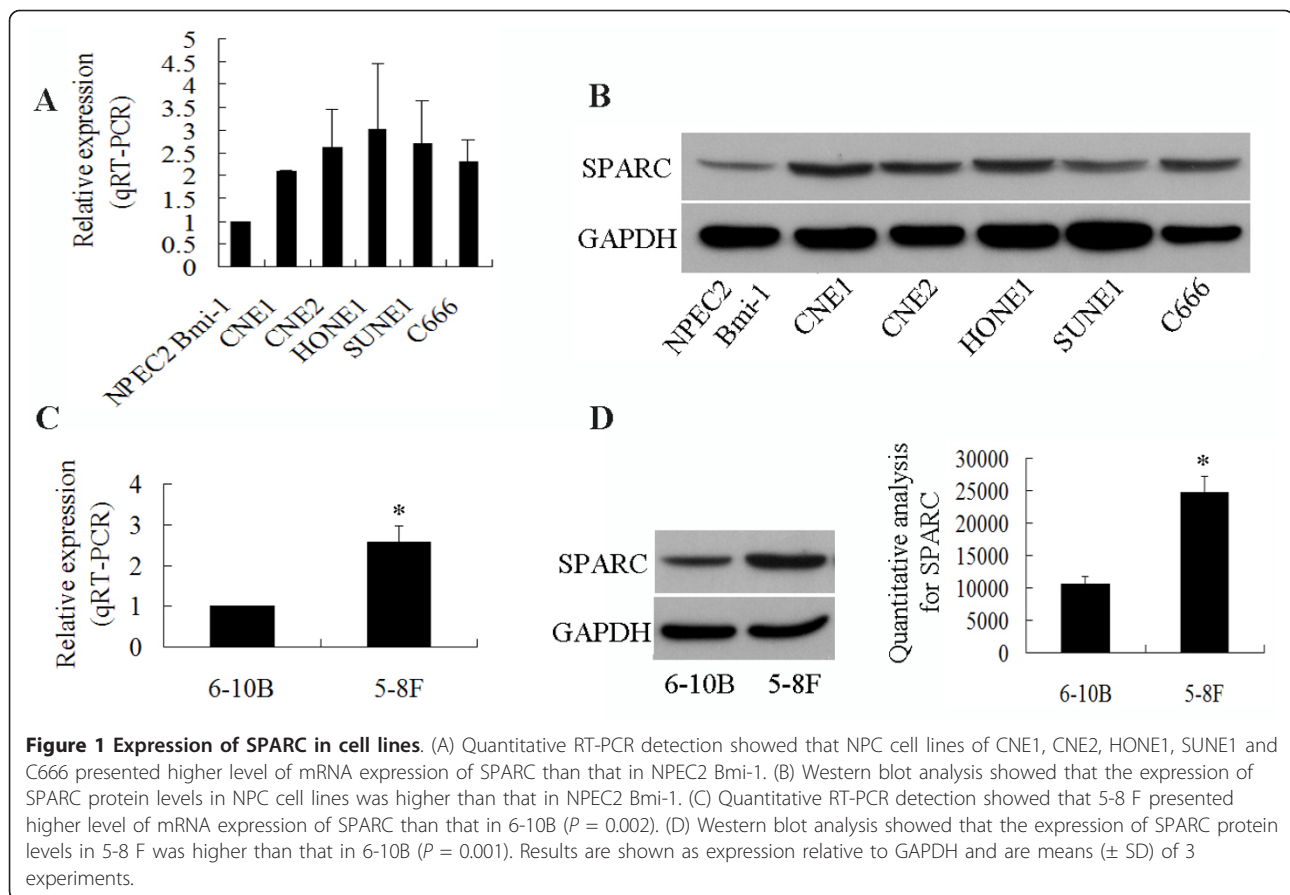 A
Relative expression
(qRT-PCR)
5
4.5
4
3.5
3
2.5
2
1.5
1
0.5
0
NPEC2 Bmi-1
CNE1
CNE2
HONE1
SUNE1
C666
B
SPARC
GAPDH
NPEC2
Bmi-1
CNE1
CNE2
HONE1
SUNE1
C666
C
Relative expression
(qRT-PCR)
4
3
2
1
0
*
6-10B
5-8F
D
SPARC
GAPDH
6-10B
5-8F
Quantitative analysis
for SPARC
30000
25000
20000
15000
10000
5000
0
*
6-10B
5-8F
Figure 1 Expression of SPARC in cell lines. (A) Quantitative RT-PCR detection showed that NPC cell lines of CNE1, CNE2, HONE1, SUNE1 and
C666 presented higher level of mRNA expression of SPARC than that in NPEC2 Bmi-1. (B) Western blot analysis showed that the expression of
SPARC protein levels in NPC cell lines was higher than that in NPEC2 Bmi-1. (C) Quantitative RT-PCR detection showed that 5-8 F presented
higher level of mRNA expression of SPARC than that in 6-10B (P = 0.002). (D) Western blot analysis showed that the expression of SPARC protein
levels in 5-8 F was higher than that in 6-10B (P = 0.001). Results are shown as expression relative to GAPDH and are means (± SD) of 3
experiments.